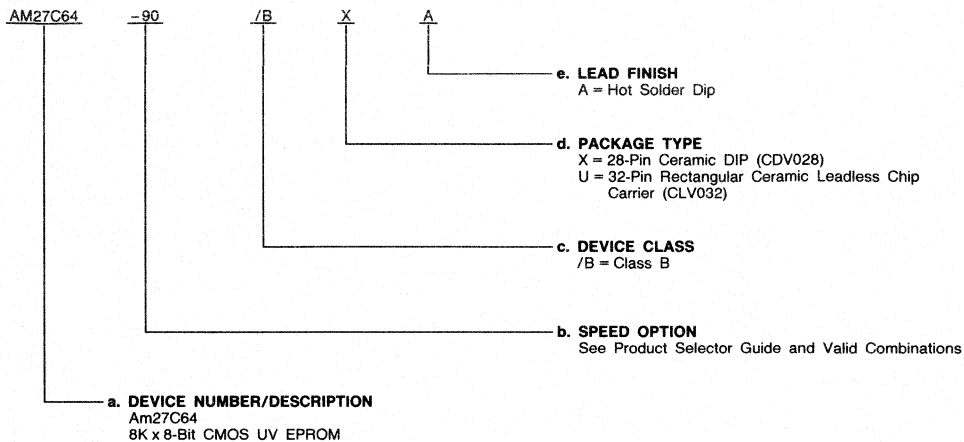 AM27C64 -90 /B X A
e. LEAD FINISH
A = Hot Solder Dip
d. PACKAGE TYPE
X = 28-Pin Ceramic DIP (CDV028)
U = 32-Pin Rectangular Ceramic Leadless Chip
Carrier (CLV032)
c. DEVICE CLASS
/B = Class B
b. SPEED OPTION
See Product Selector Guide and Valid Combinations
a. DEVICE NUMBER/DESCRIPTION
Am27C64
8K x 8-Bit CMOS UV EPROM